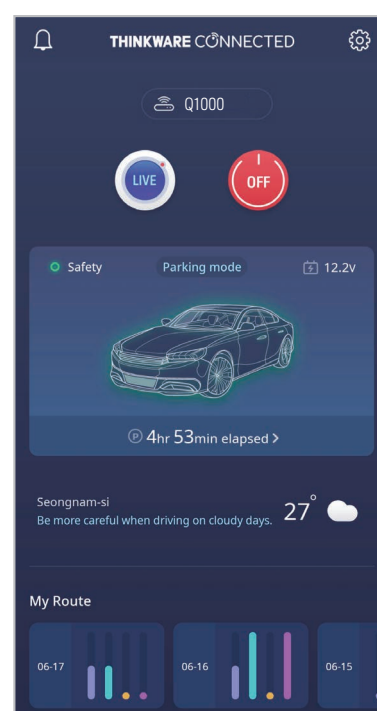 THINKWARE CONNECTED
Q1000
LIVE
OFF
Safety
Parking mode
12.2v
P 4hr 53min elapsed >
Seongnam-si
Be more careful when driving on cloudy days.
27°
My Route
06-17
06-16
06-15